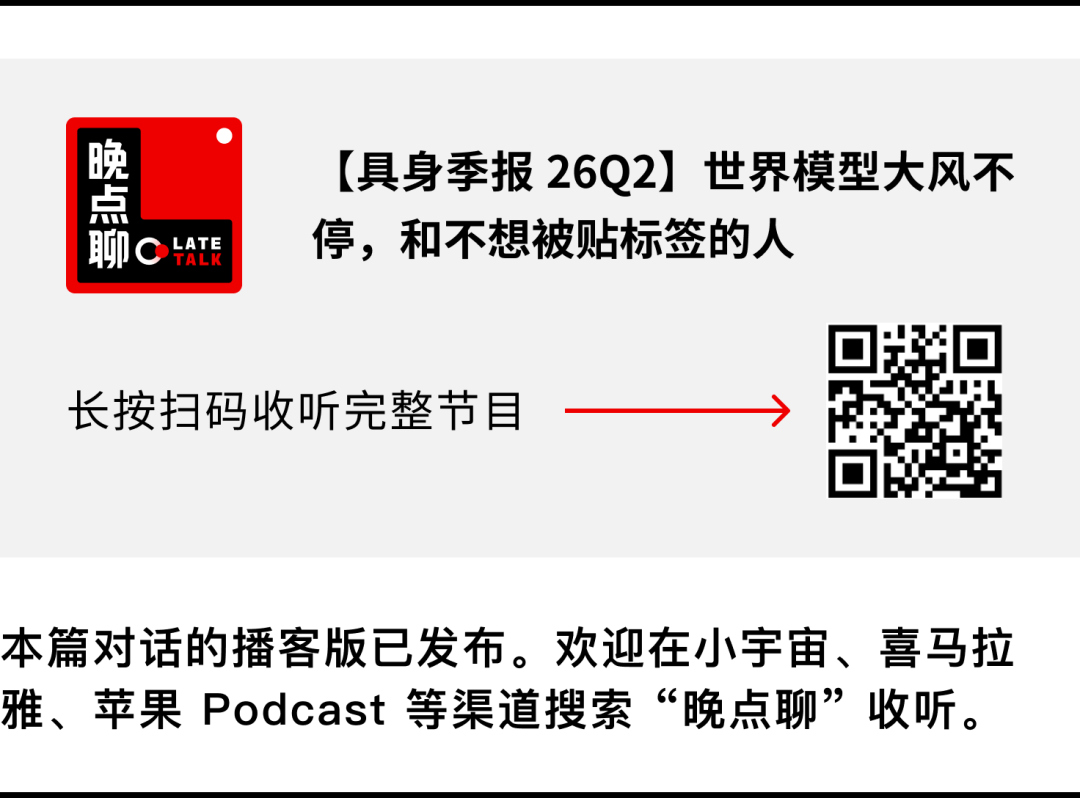 晚点聊
LATE
TALK
【具身季报 26Q2】世界模型大风不
停，和不想被贴标签的人
长按扫码收听完整节目
本篇对话的播客版已发布。欢迎在小宇宙、喜马拉
雅、苹果 Podcast 等渠道搜索“晚点聊”收听。